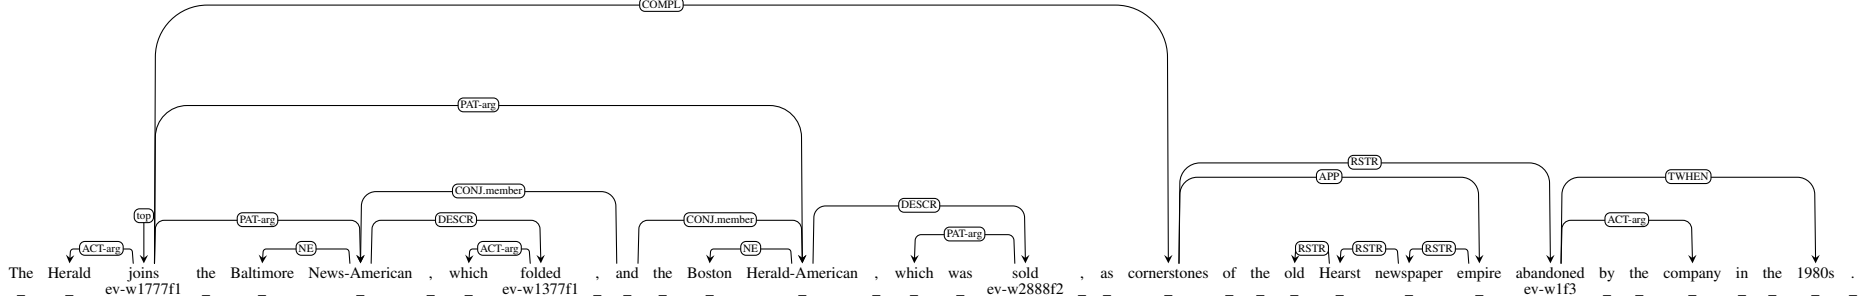 COMPL
PAT-arg
RSTR
APP TWHEN
CONJ.member
DESCR
top PAT-arg DESCR CONJ.member ACT-arg
PAT-arg
ACT-arg NE ACT-arg NE RSTR RSTR RSTR
The Herald joins the Baltimore News-American , which folded , and the Boston Herald-American , which was sold , as cornerstones of the old Hearst newspaper empire abandoned by the company in the 1980s .
_ _ ev-w1777f1 _ _ _ _ _ ev-w1377f1 _ _ _ _ _ _ _ _ ev-w2888f2 _ _ _ _ _ _ _ _ _ ev-w1f3 _ _ _ _ _ _ _